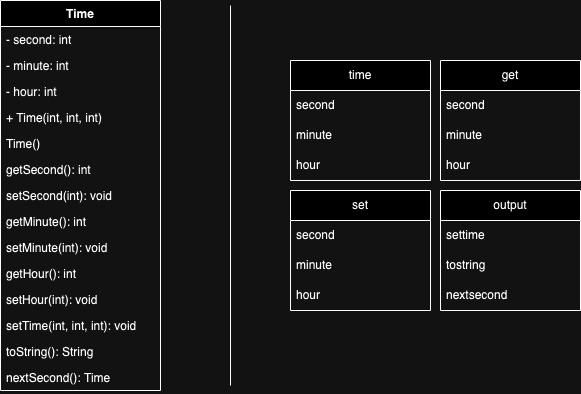 Time
- second: int
- minute: int
- hour: int
+ Time(int, int, int)
Time()
getSecond(): int
setSecond(int): void
getMinute(): int
setMinute(int): void
getHour(): int
setHour(int): void
setTime(int, int, int): void
toString(): String
nextSecond(): Time
time
second
minute
hour
get
second
minute
hour
set
second
minute
hour
output
settime
tostring
nextsecond